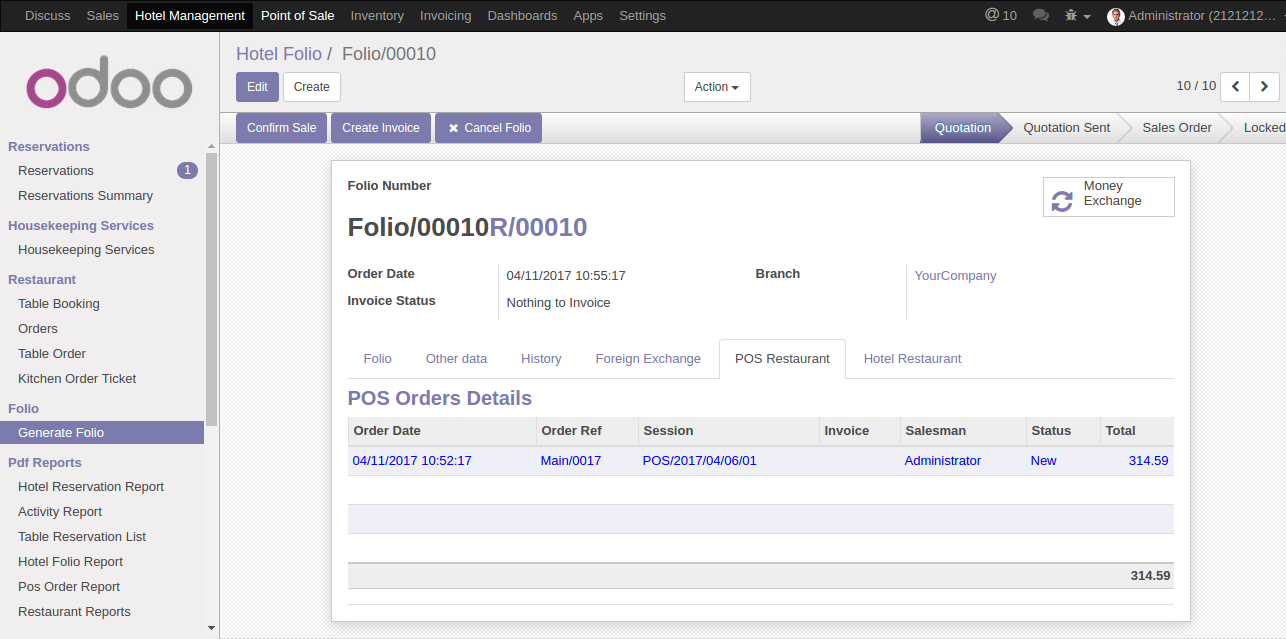 Discuss Sales Hotel Management Point of Sale Inventory Invoicing Dashboards Apps Settings @ 10 Administrator (2121212...
odoo
Hotel Folio / Folio/00010
Edit Create Action 10 / 10
Confirm Sale Create Invoice ✖ Cancel Folio Quotation Quotation Sent Sales Order Locked
Reservations
Reservations 1
Reservations Summary
Housekeeping Services
Housekeeping Services
Restaurant
Table Booking
Orders
Table Order
Kitchen Order Ticket
Folio
Generate Folio
Pdf Reports
Hotel Reservation Report
Activity Report
Table Reservation List
Hotel Folio Report
Pos Order Report
Restaurant Reports
Folio Number
Money
Exchange
Folio/00010R/00010
Order Date 04/11/2017 10:55:17 Branch YourCompany
Invoice Status Nothing to Invoice
Folio Other data History Foreign Exchange POS Restaurant Hotel Restaurant
POS Orders Details
Order Date Order Ref Session Invoice Salesman Status Total
04/11/2017 10:52:17 Main/0017 POS/2017/04/06/01 Administrator New 314.59
314.59